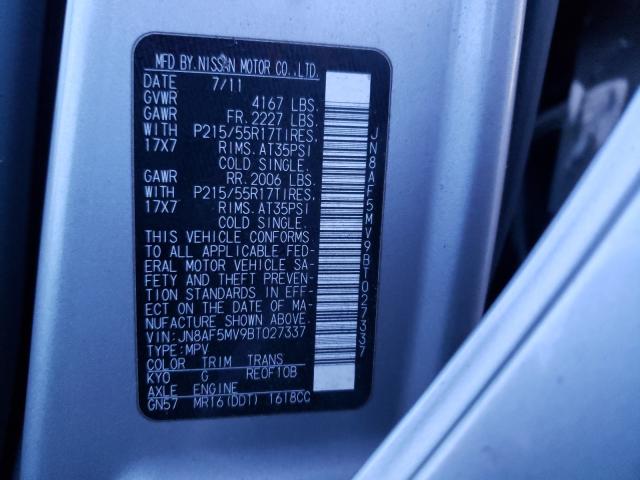 MFD BY. NISSAN MOTOR CO., LTD.
DATE 7/11
GVWR 4167 LBS.
GAWR FR. 2227 LBS.
WITH P215/55R17TIRES,
17X7 RIMS. AT35PSI
COLD SINGLE.
GAWR RR. 2006 LBS.
WITH P215/55R17TIRES,
17X7 RIMS. AT35PSI
COLD SINGLE.
THIS VEHICLE CONFORMS
TO ALL APPLICABLE FED-
ERAL MOTOR VEHICLE SA-
FETY AND THEFT PREVEN-
TION STANDARDS IN EFF-
ECT ON THE DATE OF MA-
NUFACTURE SHOWN ABOVE.
VIN:JN8AF5MV9BT027337
TYPE:MPV
COLOR TRIM TRANS
KYO G REOF10B
AXLE ENGINE
GN57 MR16(DDT) 1618CC
JN8AF5MV9BT027337